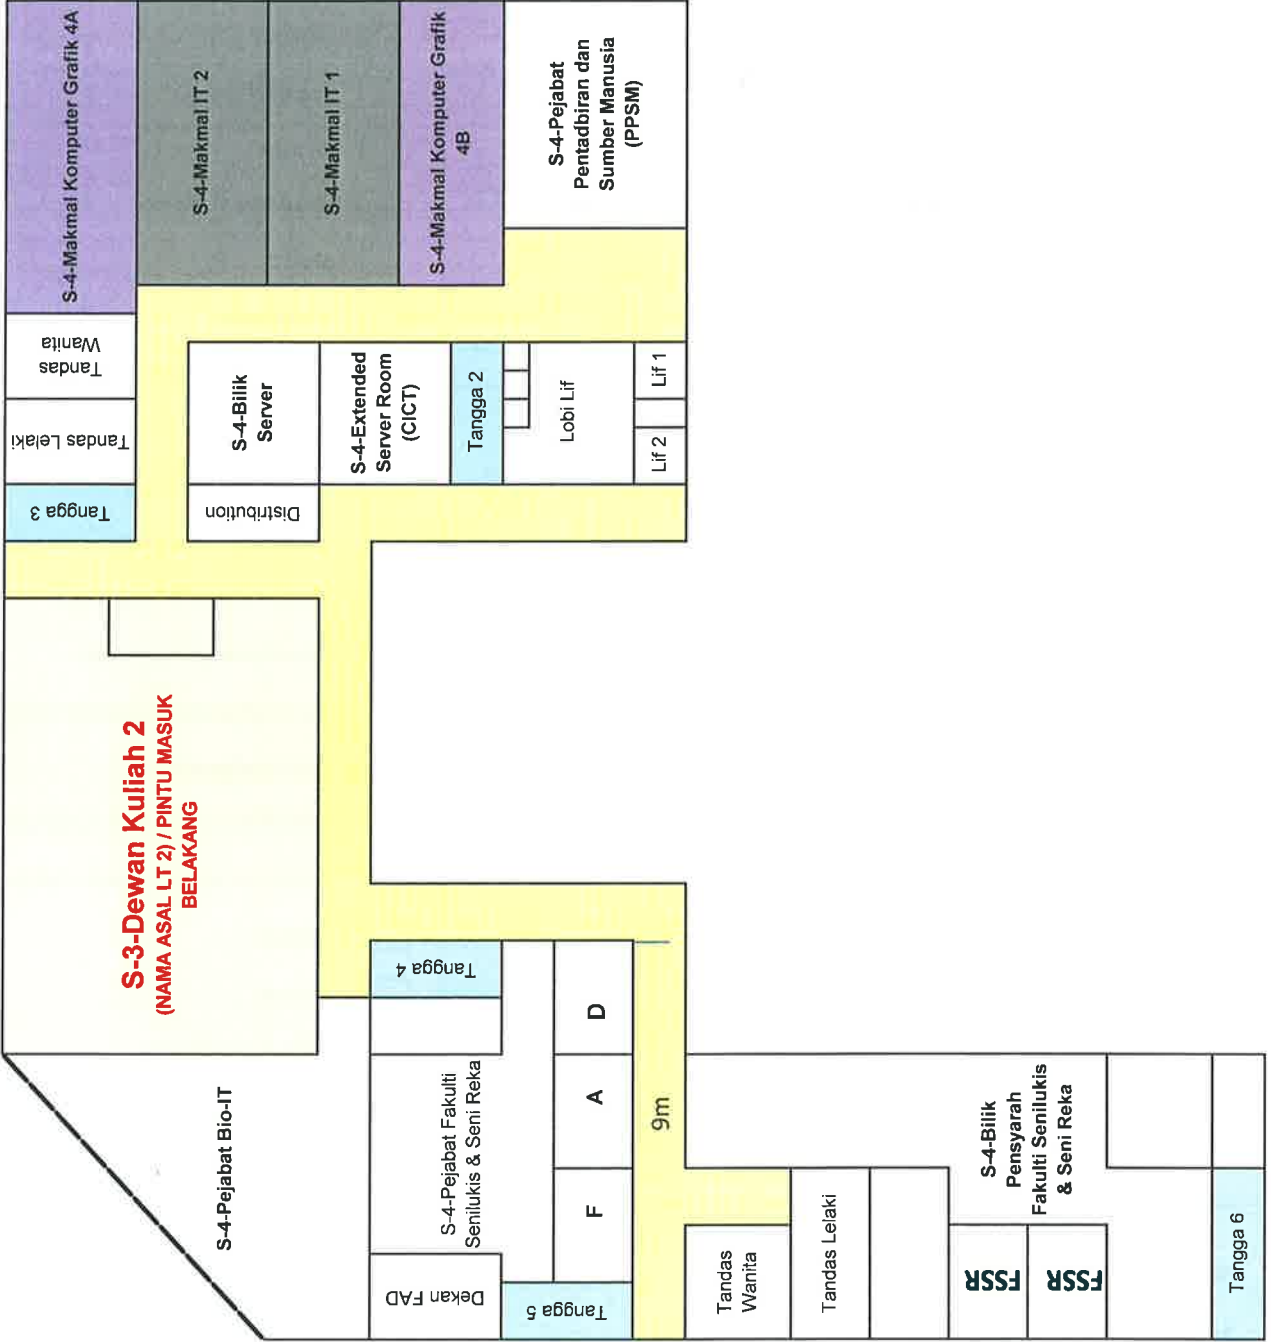 S-4-Makmal Komputer Grafik 4A
S-4-Makmal IT 2
S-4-Makmal IT 1
S-4-Makmal Komputer Grafik
4B
S-4-Pejabat
Pentadbiran dan
Sumber Manusia
(PPSM)
Tandas
Wanita
Tandas Lelaki
Tangga 3
S-4-Bilik
Server
S-4-Extended
Server Room
(CICT)
Tangga 2
Lobi Lif
Lif 1
Lif 2
Distribution
S-3-Dewan Kuliah 2
(NAMA ASAL LT 2) / PINTU MASUK
BELAKANG
Tangga 4
S-4-Pejabat Bio-IT
S-4-Pejabat Fakulti
Senilukis & Seni Reka
D
A
F
9m
Dekan FAD
Tangga 5
Tandas
Wanita
Tandas Lelaki
S-4-Bilik
Pensyarah
Fakulti Senilukis
& Seni Reka
FSSR
FSSR
Tangga 6